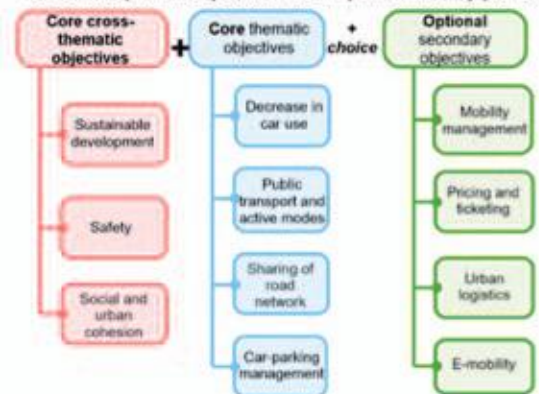 Core cross-
thematic
objectives
+
Core thematic
objectives
+
choice
Optional
secondary
objectives
Sustainable
development
Safety
Social and
urban
cohesion
Decrease in
car use
Public
transport and
active modes
Sharing of
road
network
Car-parking
management
Mobility
management
Pricing and
ticketing
Urban
logistics
E-mobility